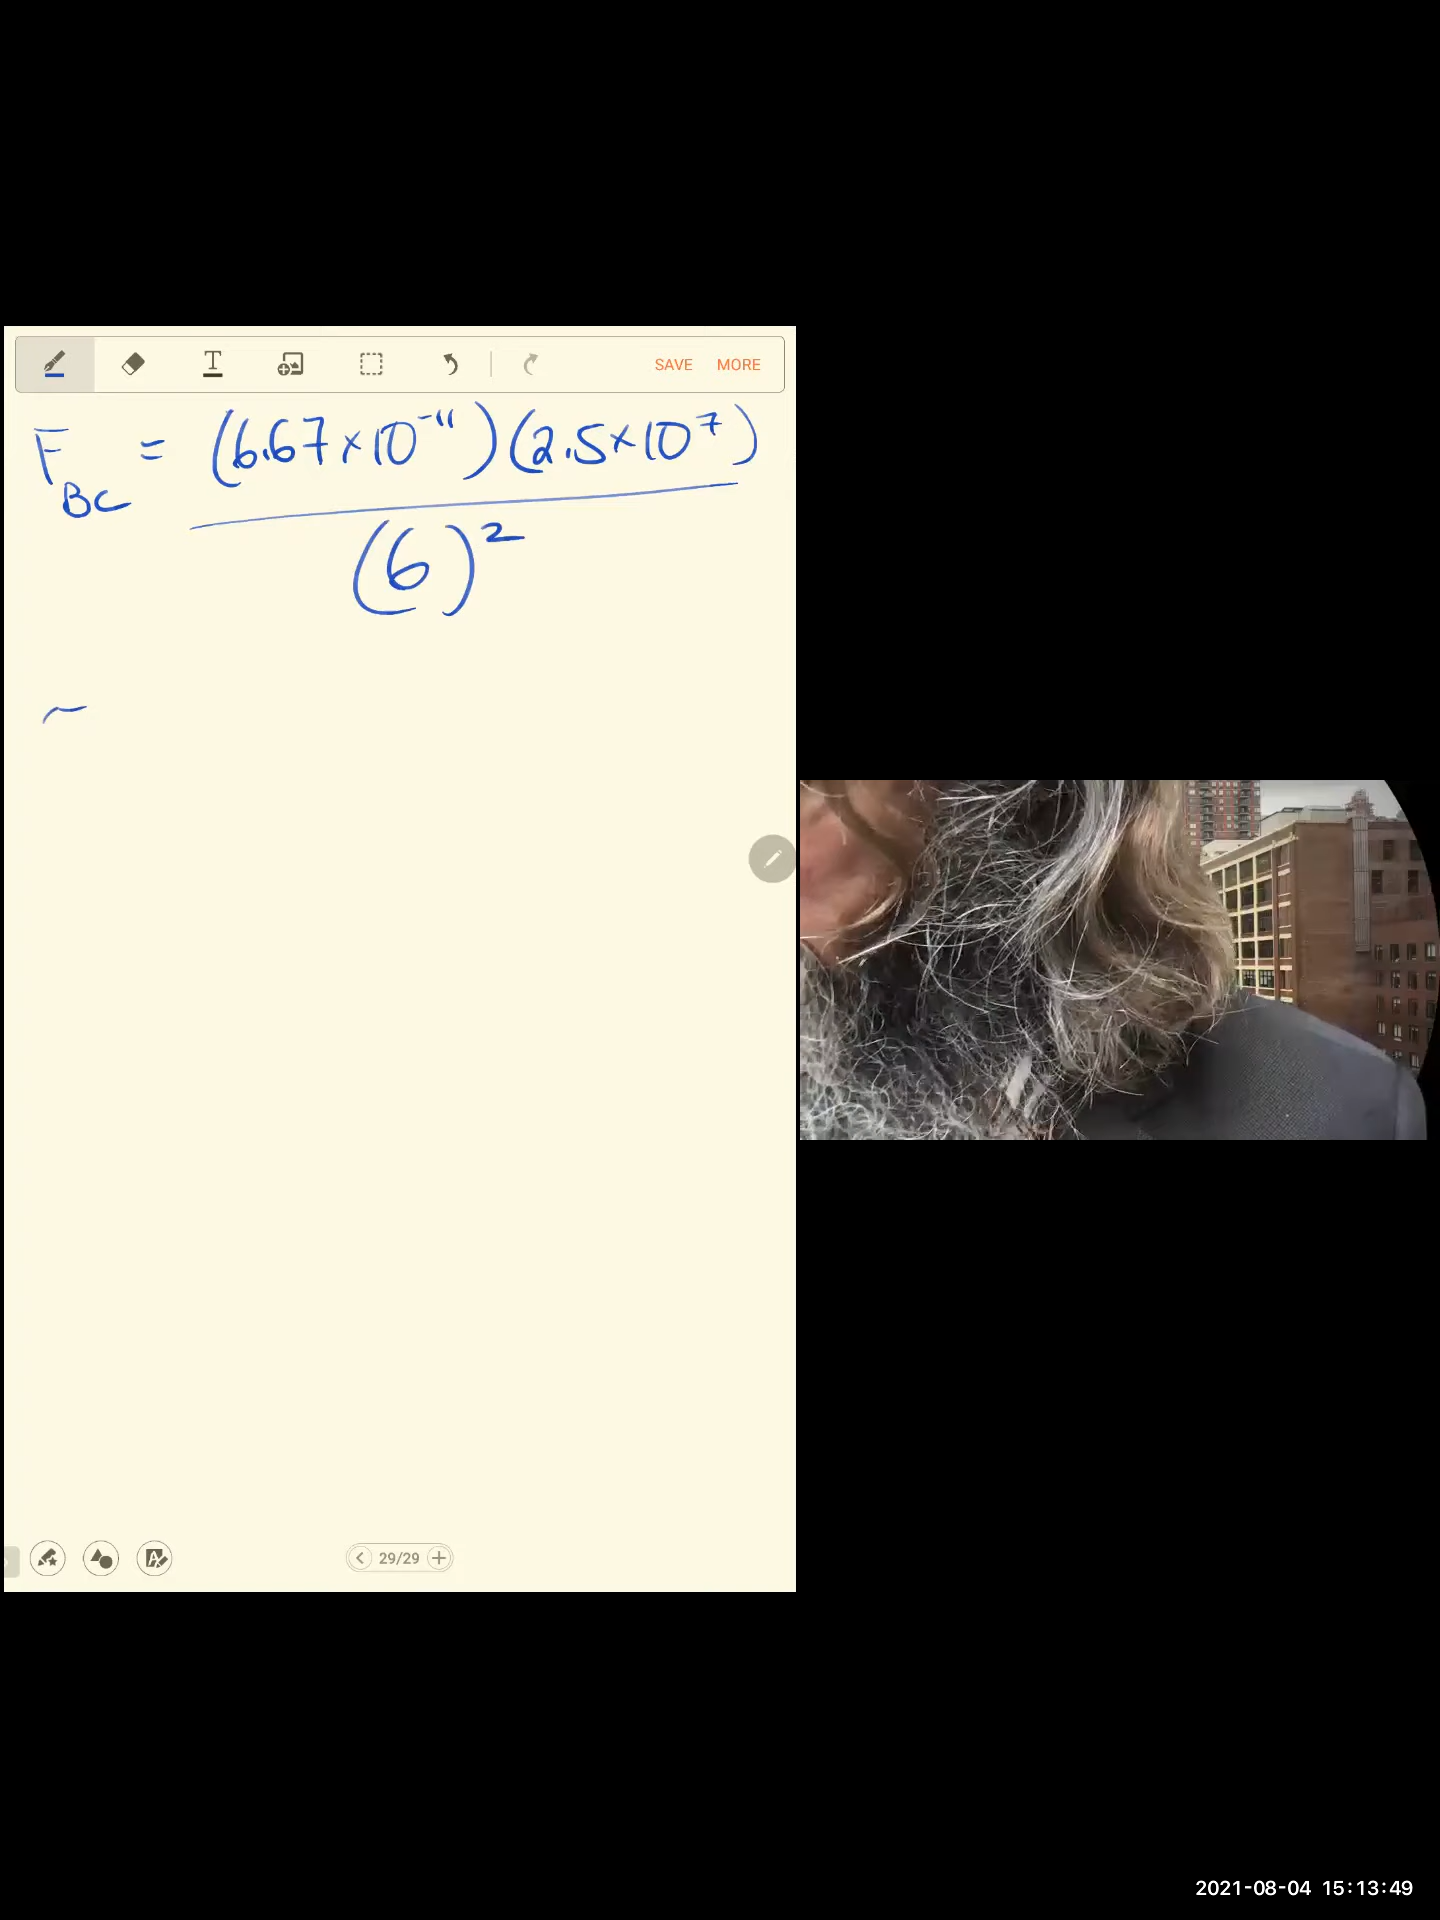 T SAVE MORE
F_BC = (6.67×10^-11)(2.5×10^7)
(6)^2
~
A
29/29
2021-08-04 15:13:49